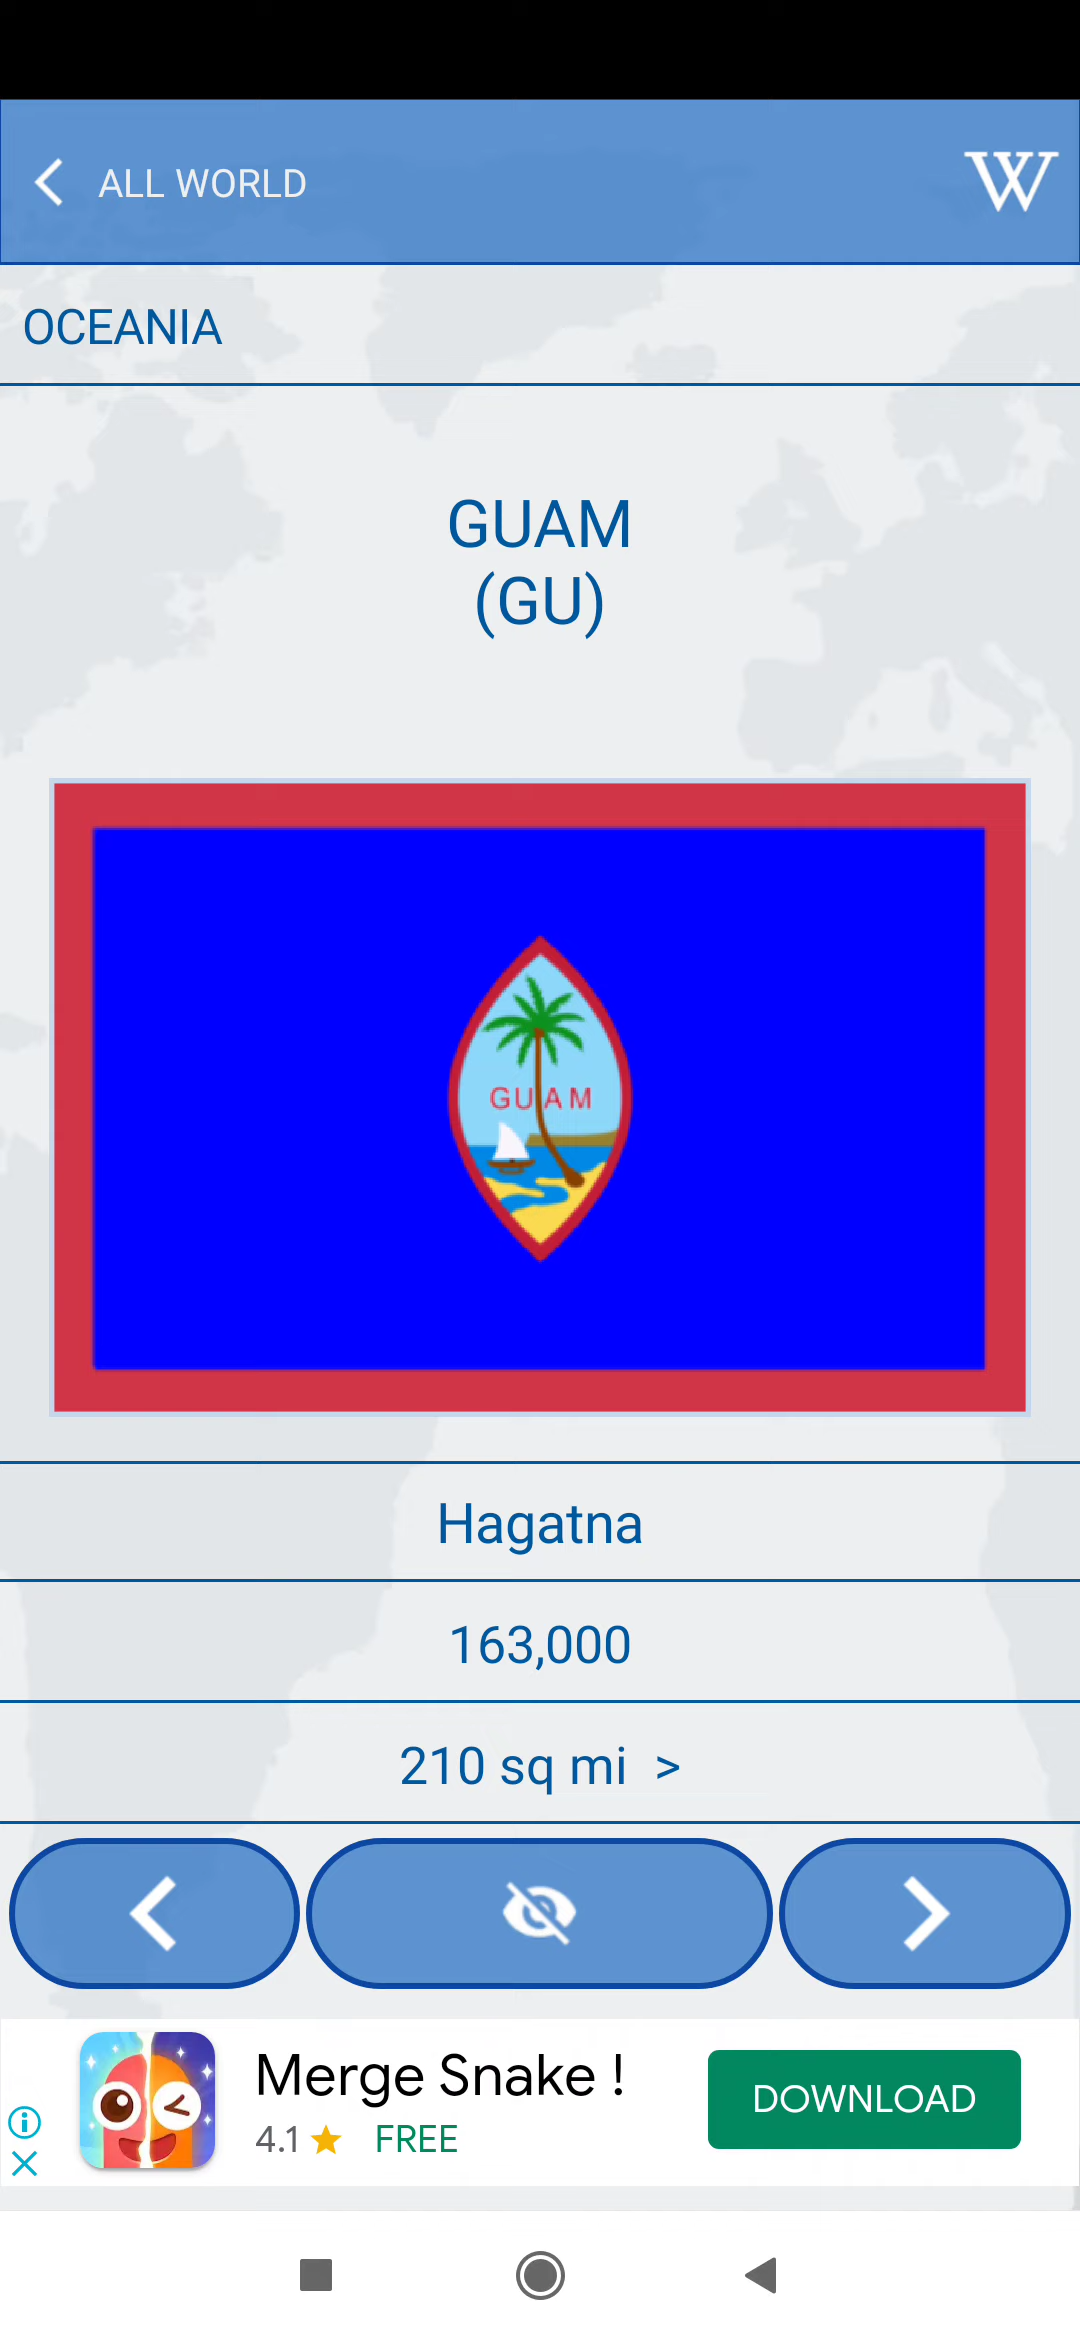 ALL WORLD
W
OCEANIA
GUAM
(GU)
GUAM
Hagatna
163,000
210 sq mi >
Merge Snake !
4.1 FREE
DOWNLOAD